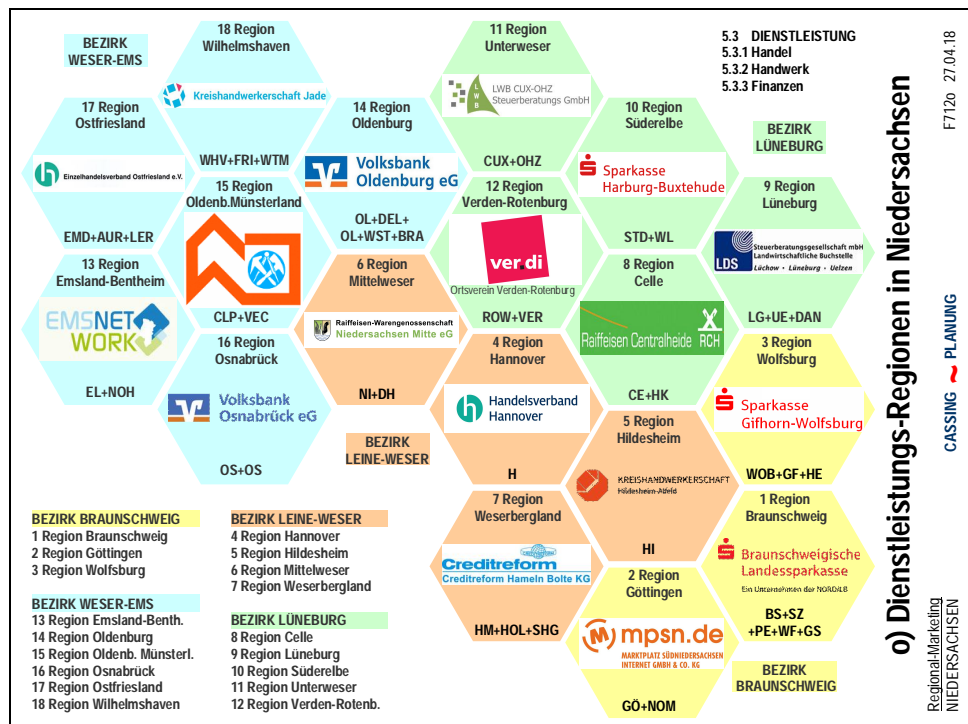 BEZIRK
WESER-EMS
18 Region
Wilhelmshaven
Kreishandwerkerschaft Jade
WHV+FRI+WTM
11 Region
Unterweser
LWB
LWB CUX-OHZ
Steuerberatungs GmbH
CUX+OHZ
5.3 DIENSTLEISTUNG
5.3.1 Handel
5.3.2 Handwerk
5.3.3 Finanzen
17 Region
Ostfriesland
h
Einzelhandelsverband Ostfriesland e.V.
EMD+AUR+LER
14 Region
Oldenburg
Volksbank
Oldenburg eG
OL+DEL+
OL+WST+BRA
10 Region
Süderelbe
Sparkasse
Harburg-Buxtehude
STD+WL
BEZIRK
LÜNEBURG
15 Region
Oldenb.Münsterland
CLP+VEC
12 Region
Verden-Rotenburg
ver.di
Ortsverein Verden-Rotenburg
ROW+VER
9 Region
Lüneburg
LDS
Steuerberatungsgesellschaft mbH
Landwirtschaftliche Buchstelle
Lüchow • Lüneburg • Uelzen
LG+UE+DAN
13 Region
Emsland-Bentheim
EMSNET
WORK
EL+NOH
6 Region
Mittelweser
Raiffeisen-Warengenossenschaft
Niedersachsen Mitte eG
NI+DH
8 Region
Celle
Raiffeisen Centralheide
RCH
CE+HK
16 Region
Osnabrück
Volksbank
Osnabrück eG
OS+OS
4 Region
Hannover
h
Handelsverband
Hannover
H
3 Region
Wolfsburg
Sparkasse
Gifhorn-Wolfsburg
WOB+GF+HE
BEZIRK
LEINE-WESER
5 Region
Hildesheim
KREISHANDWERKERSCHAFT
Hildesheim-Alfeld
HI
7 Region
Weserbergland
Creditreform
Creditreform Hameln Bolte KG
HM+HOL+SHG
1 Region
Braunschweig
Braunschweigische
Landessparkasse
Ein Unternehmen der NORD/LB
BS+SZ
+PE+WF+GS
2 Region
Göttingen
(M) mpsn.de
MARKTPLATZ SÜDNIEDERSACHSEN
INTERNET GMBH & CO. KG
GÖ+NOM
BEZIRK
BRAUNSCHWEIG
BEZIRK BRAUNSCHWEIG
1 Region Braunschweig
2 Region Göttingen
3 Region Wolfsburg
BEZIRK LEINE-WESER
4 Region Hannover
5 Region Hildesheim
6 Region Mittelweser
7 Region Weserbergland
BEZIRK WESER-EMS
13 Region Emsland-Benth.
14 Region Oldenburg
15 Region Oldenb. Münsterl.
16 Region Osnabrück
17 Region Ostfriesland
18 Region Wilhelmshaven
BEZIRK LÜNEBURG
8 Region Celle
9 Region Lüneburg
10 Region Süderelbe
11 Region Unterweser
12 Region Verden-Rotenb.
o) Dienstleistungs-Regionen in Niedersachsen
F712o 27.04.18
CASSING ~ PLANUNG
Regional-Marketing
NIEDERSACHSEN